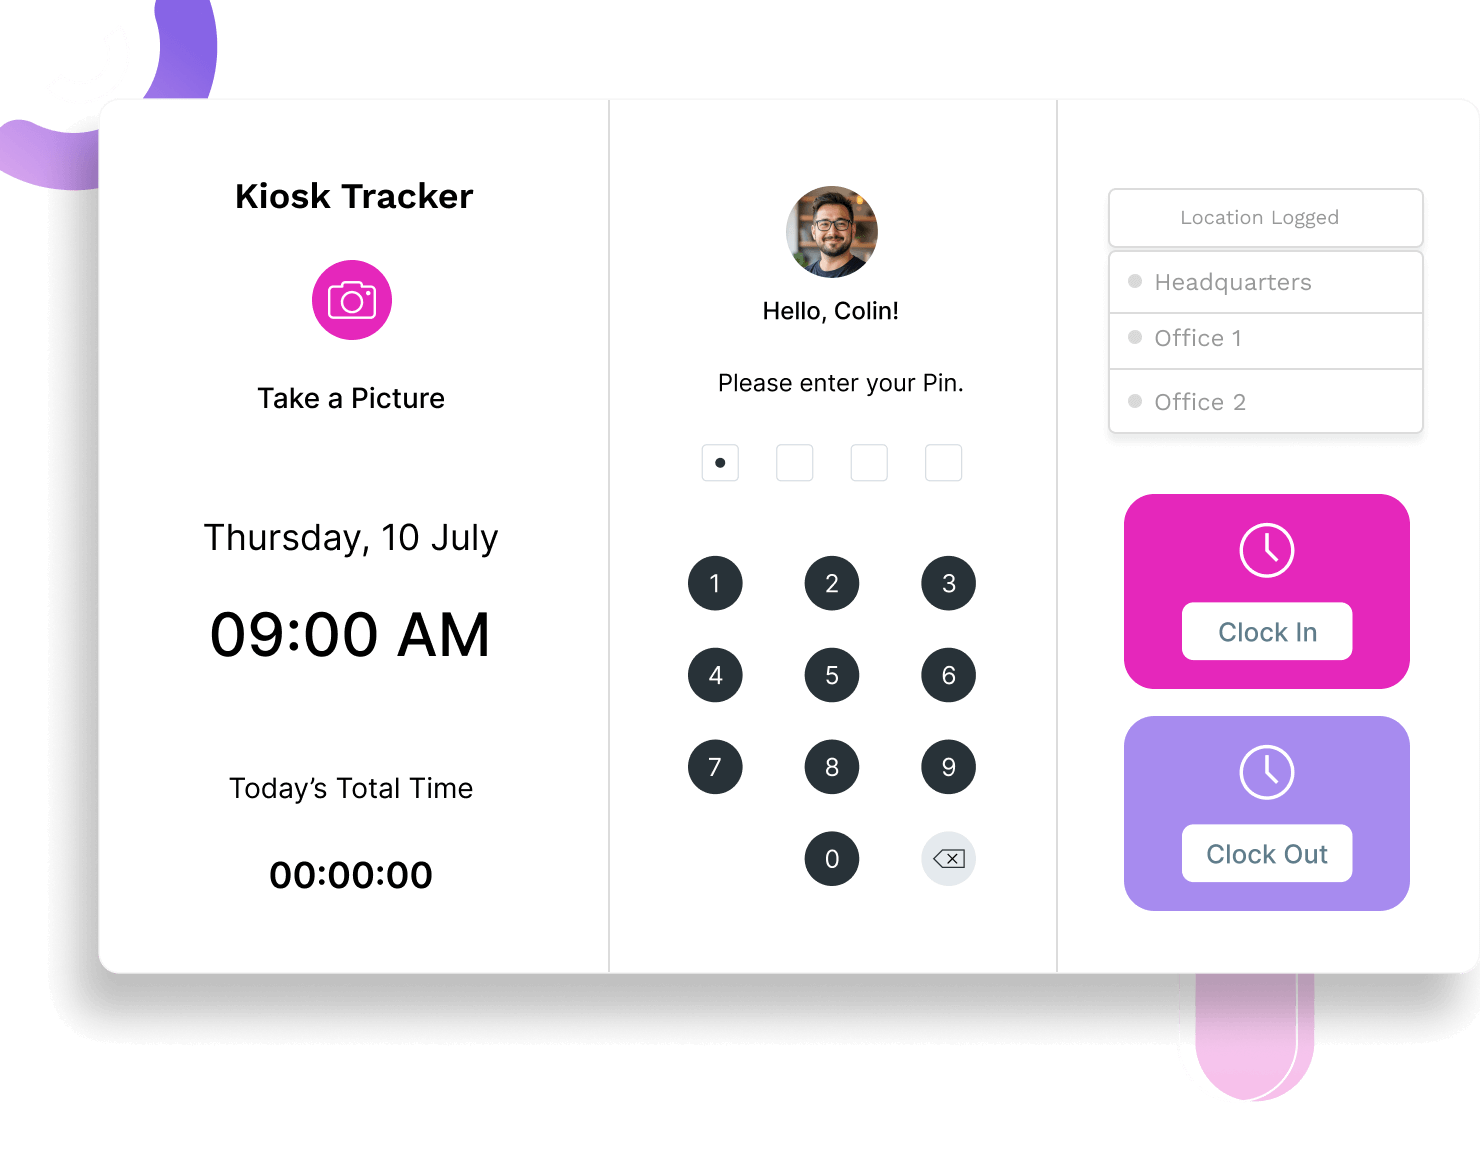 Kiosk Tracker
Take a Picture
Thursday, 10 July
09:00 AM
Today’s Total Time
00:00:00
Hello, Colin!
Please enter your Pin.
1 2 3
4 5 6
7 8 9
0
Location Logged
Headquarters
Office 1
Office 2
Clock In
Clock Out